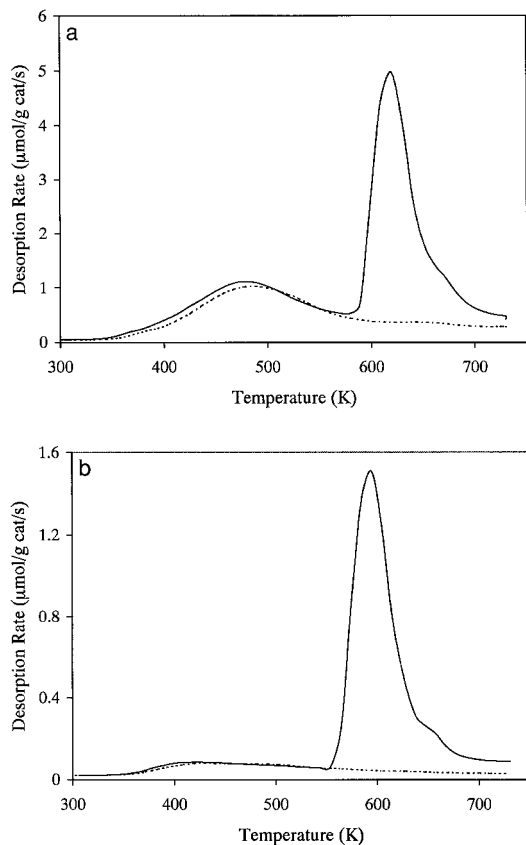 a
6
5
4
3
2
1
0
Desorption Rate (μmol/g cat/s)
300 400 500 600 700
Temperature (K)
b
1.6
1.2
0.8
0.4
0
Desorption Rate (μmol/g cat/s)
300 400 500 600 700
Temperature (K)